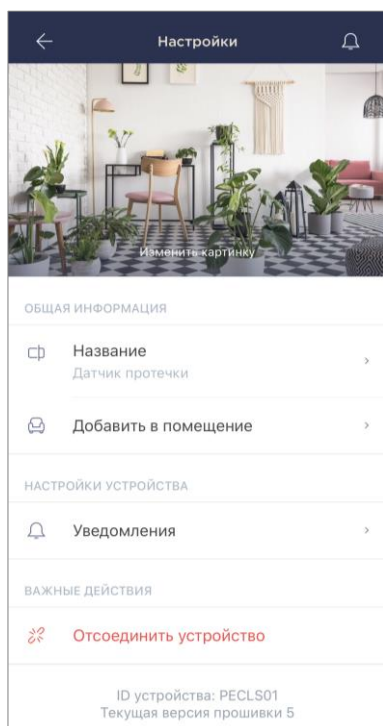 Настройки
Изменить картинку
ОБЩАЯ ИНФОРМАЦИЯ
Название
Датчик протечки
Добавить в помещение
НАСТРОЙКИ УСТРОЙСТВА
Уведомления
ВАЖНЫЕ ДЕЙСТВИЯ
Отсоединить устройство
ID устройства: PECLS01
Текущая версия прошивки 5